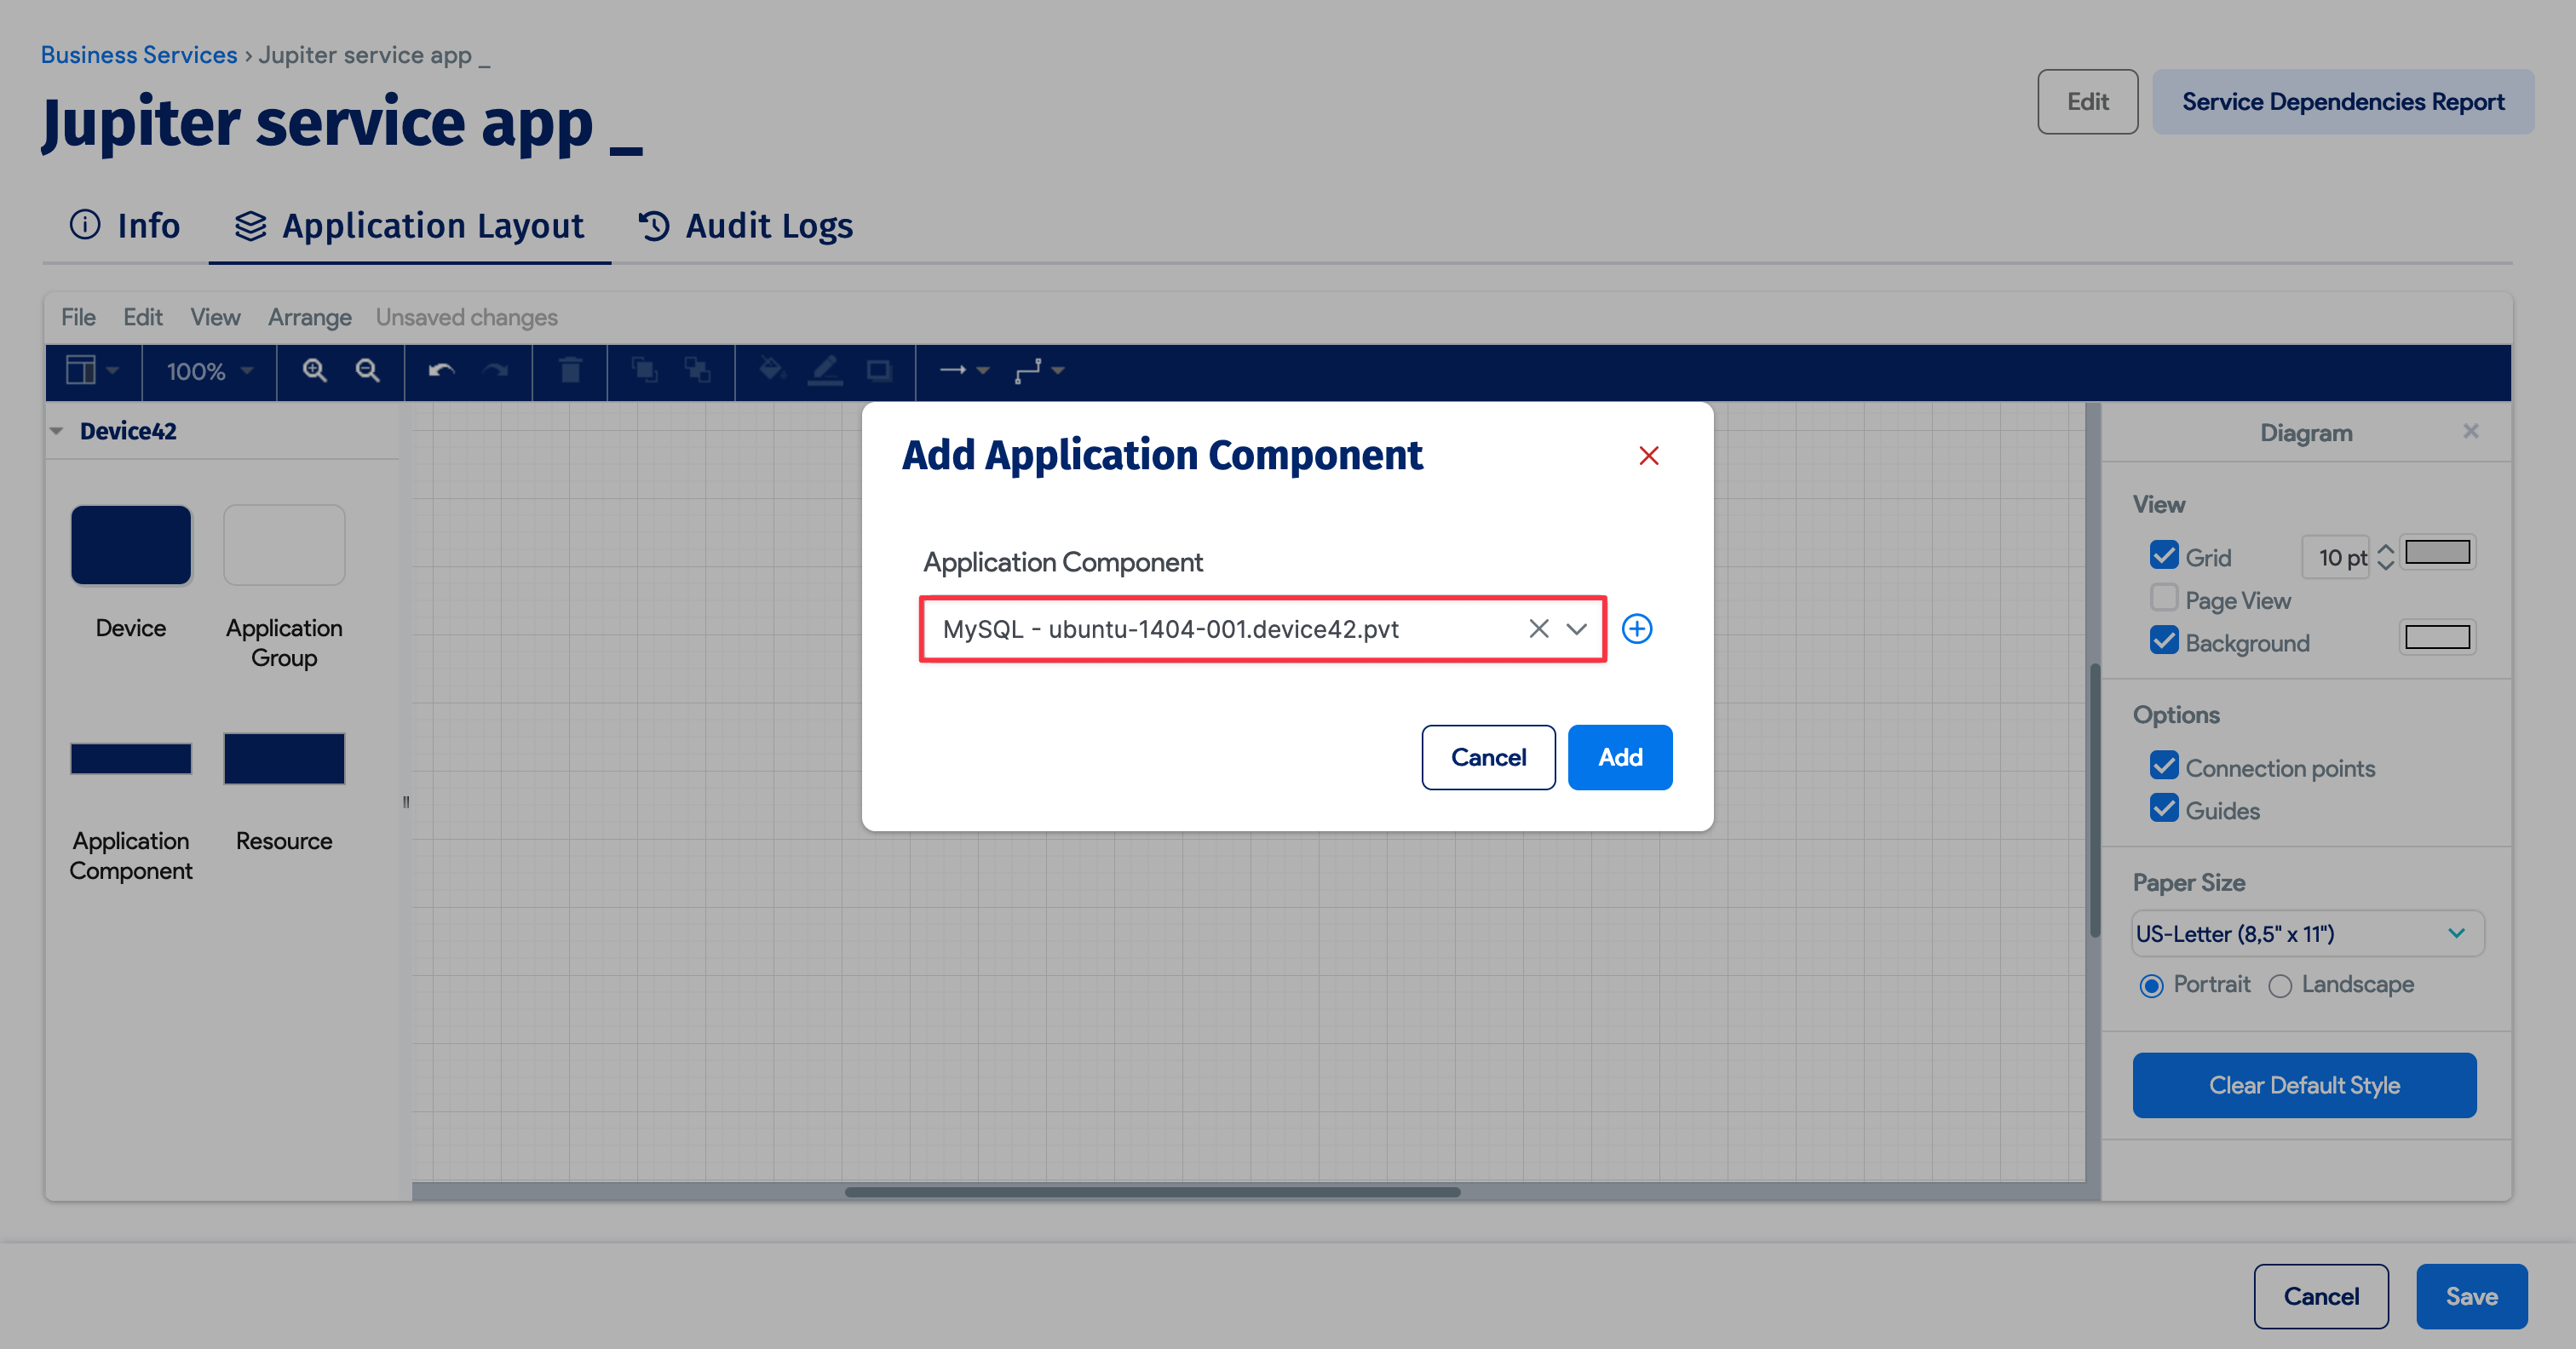 Business Services › Jupiter service app _
Jupiter service app _
Edit
Service Dependencies Report
Info
Application Layout
Audit Logs
File Edit View Arrange Unsaved changes
100%
Device42
Device
Application
Group
Application
Component
Resource
Add Application Component
Application Component
MySQL - ubuntu-1404-001.device42.pvt
Cancel
Add
Diagram
View
Grid
10 pt
Page View
Background
Options
Connection points
Guides
Paper Size
US-Letter (8,5" x 11")
Portrait
Landscape
Clear Default Style
Cancel
Save